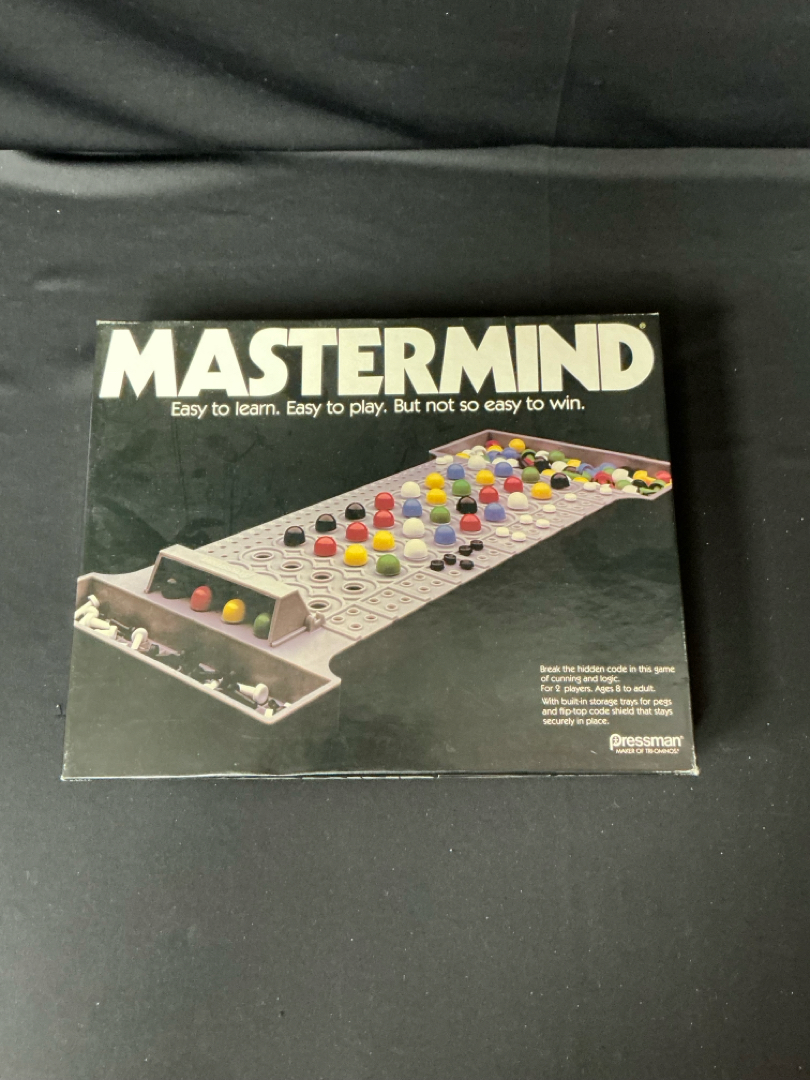 MASTERMIND®
Easy to learn. Easy to play. But not so easy to win.
Break the hidden code in this game
of cunning and logic.
For 2 players. Ages 8 to adult.
With built-in storage trays for pegs
and flip-top code shield that stays
securely in place.
Pressman®
MAKER OF TRI-OMINOS®